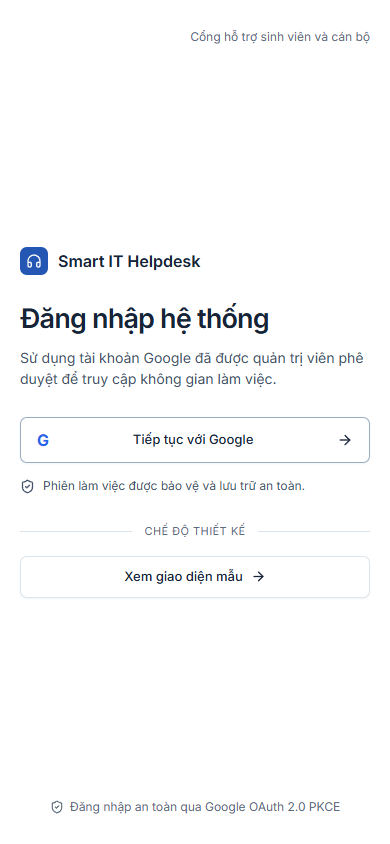 Cổng hỗ trợ sinh viên và cán bộ
Smart IT Helpdesk
Đăng nhập hệ thống
Sử dụng tài khoản Google đã được quản trị viên phê
duyệt để truy cập không gian làm việc.
G Tiếp tục với Google
Phiên làm việc được bảo vệ và lưu trữ an toàn.
CHẾ ĐỘ THIẾT KẾ
Xem giao diện mẫu
Đăng nhập an toàn qua Google OAuth 2.0 PKCE